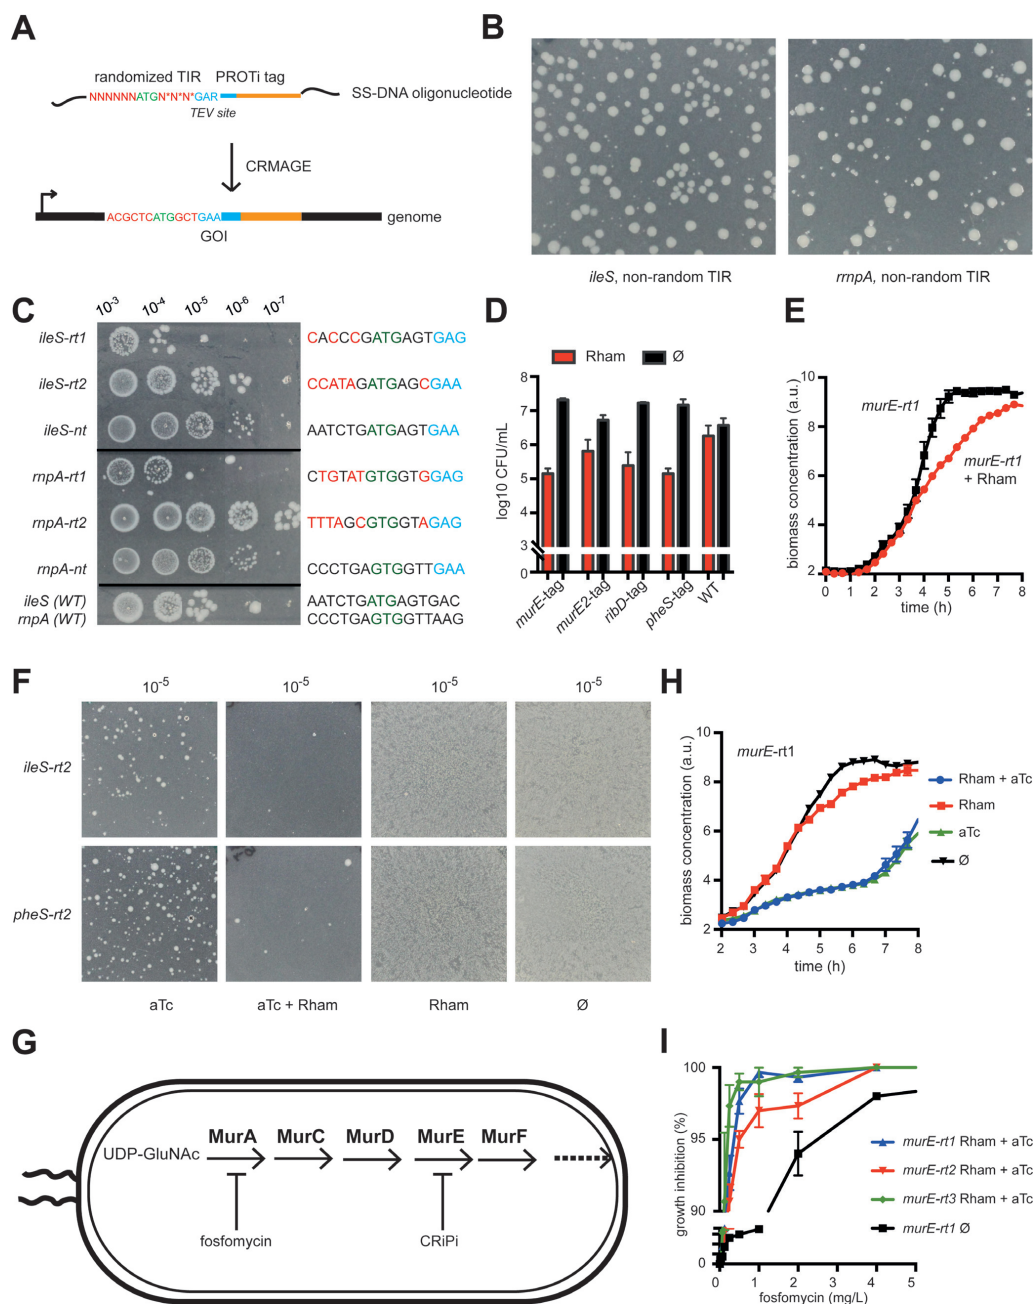 A
randomized TIR PROTi tag
NNNNNNATGN*N*N*GAR
SS-DNA oligonucleotide
TEV site
CRMAGE
ACGCTCATGGCTGAA
genome
GOI
B
ileS, non-random TIR
rrnpA, non-random TIR
C
10-3 10-4 10-5 10-6 10-7
ileS-rt1 CACCCGATGAGTGAG
ileS-rt2 CCATAGATGAGCGAA
ileS-nt AATCTGATGAGTGAA
rnpA-rt1 CTGTATGTGGTGGAG
rnpA-rt2 TTTAGCGTGGTAGAG
rnpA-nt CCCTGAGTGGTTGAA
ileS (WT) AATCTGATGAGTGAC
rnpA (WT) CCCTGAGTGGTTAAG
D
Rham Ø
log10 CFU/mL
8
7
6
5
3
0
murE-tag
murE2-tag
ribD-tag
pheS-tag
WT
E
biomass concentration (a.u.)
10
8
6
4
2
murE-rt1
murE-rt1
+ Rham
0 1 2 3 4 5 6 7 8
time (h)
F
10-5 10-5 10-5 10-5
ileS-rt2
pheS-rt2
aTc aTc + Rham Rham Ø
H
biomass concentration (a.u.)
10
8
6
4
2
murE-rt1
2 3 4 5 6 7 8
time (h)
Rham + aTc
Rham
aTc
Ø
G
UDP-GluNAc
MurA MurC MurD MurE MurF
fosfomycin
CRiPi
I
growth inhibition (%)
100
95
90
0
0 1 2 3 4 5
fosfomycin (mg/L)
murE-rt1 Rham + aTc
murE-rt2 Rham + aTc
murE-rt3 Rham + aTc
murE-rt1 Ø